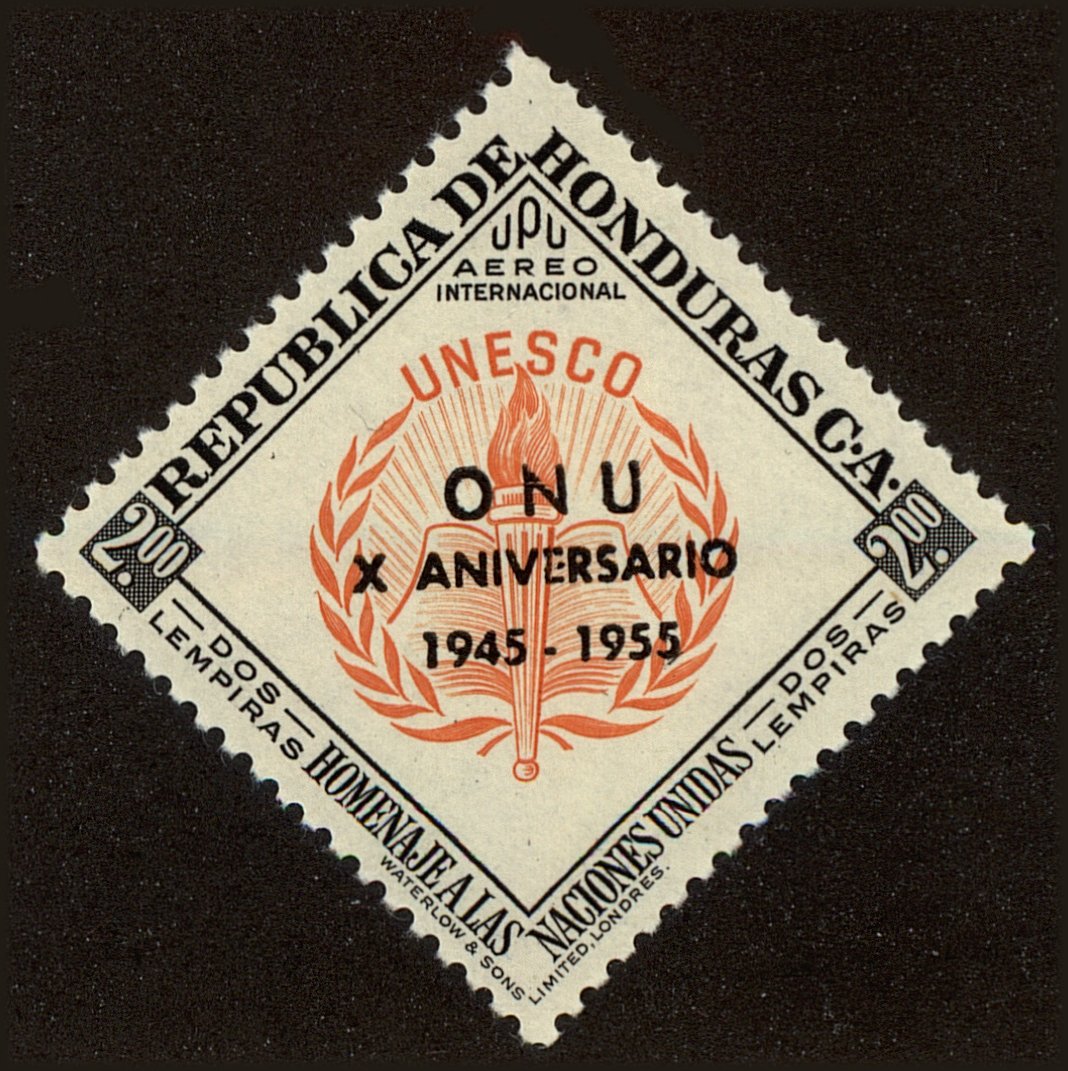 REPUBLICA DE HONDURAS C·A·
UPU
AEREO
INTERNACIONAL
UNESCO
O N U
X ANIVERSARIO
1945 - 1955
2.00
2.00
— DOS —
LEMPIRAS
— DOS —
LEMPIRAS
HOMENAJE A LAS NACIONES UNIDAS
WATERLOW & SONS LIMITED, LONDRES.